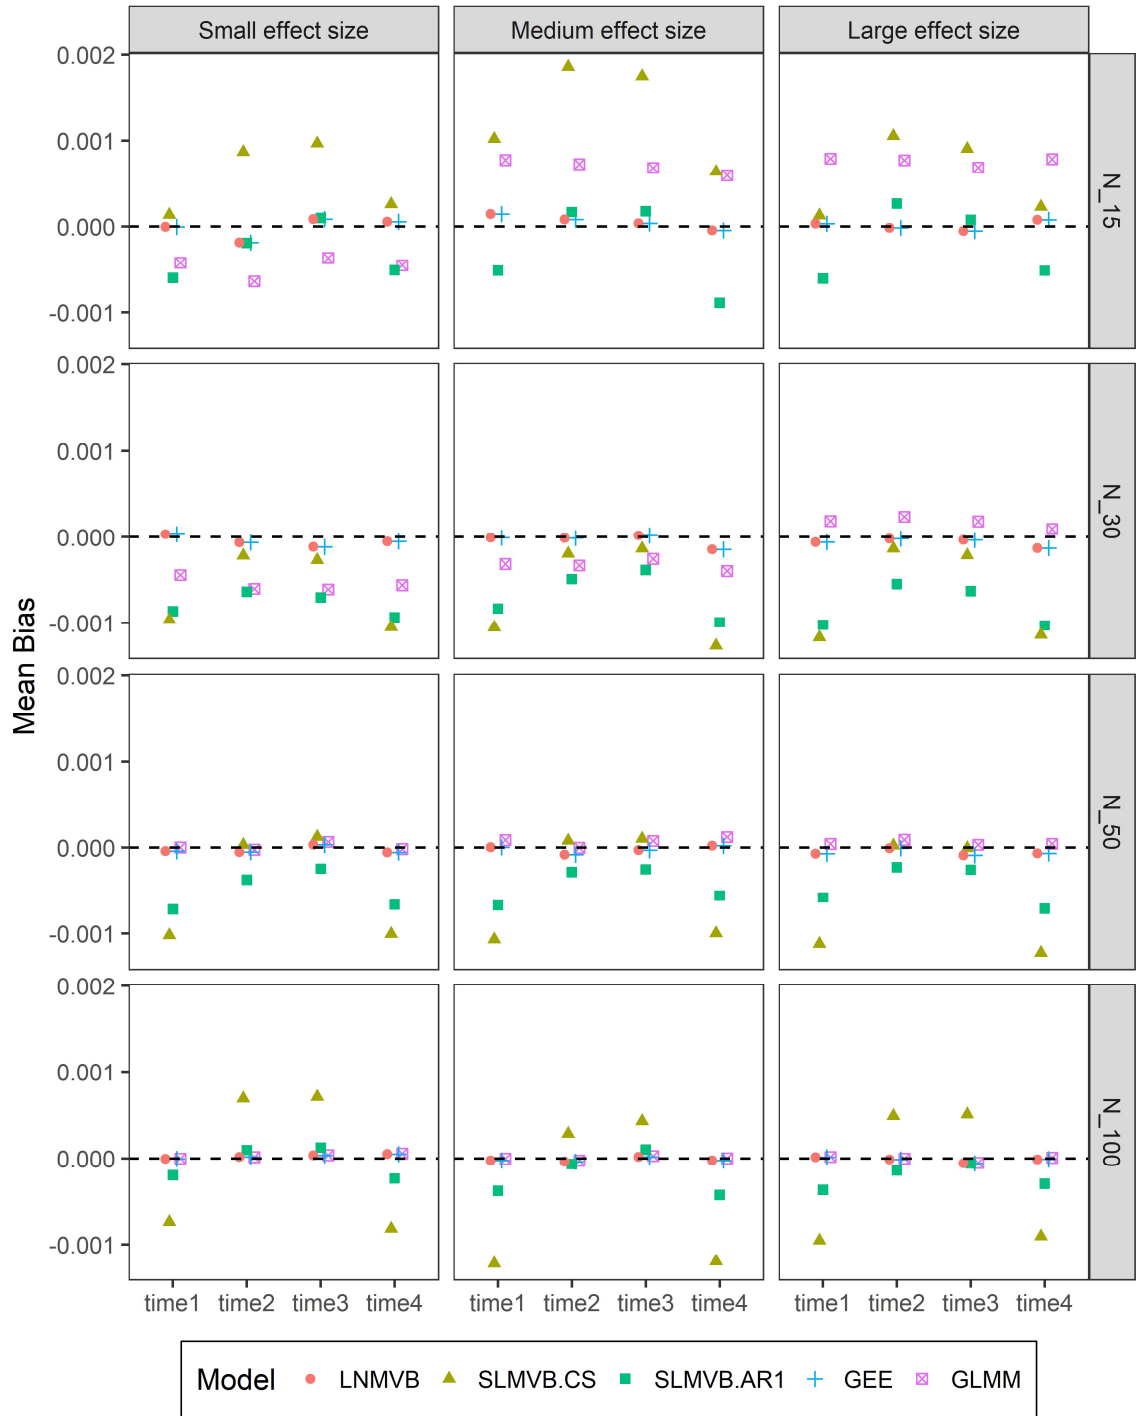 Small effect size Medium effect size Large effect size
0.002
0.001
0.000
-0.001
N_15
0.002
0.001
0.000
-0.001
N_30
Mean Bias
0.002
0.001
0.000
-0.001
N_50
0.002
0.001
0.000
-0.001
N_100
time1 time2 time3 time4 time1 time2 time3 time4 time1 time2 time3 time4
Model LNMVB SLMVB.CS SLMVB.AR1 GEE GLMM